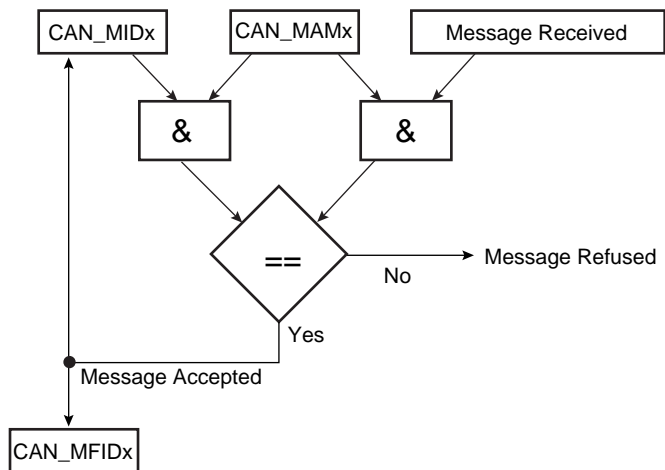 CAN_MIDx
CAN_MAMx
Message Received
&
&
==
No
Message Refused
Yes
Message Accepted
CAN_MFIDx